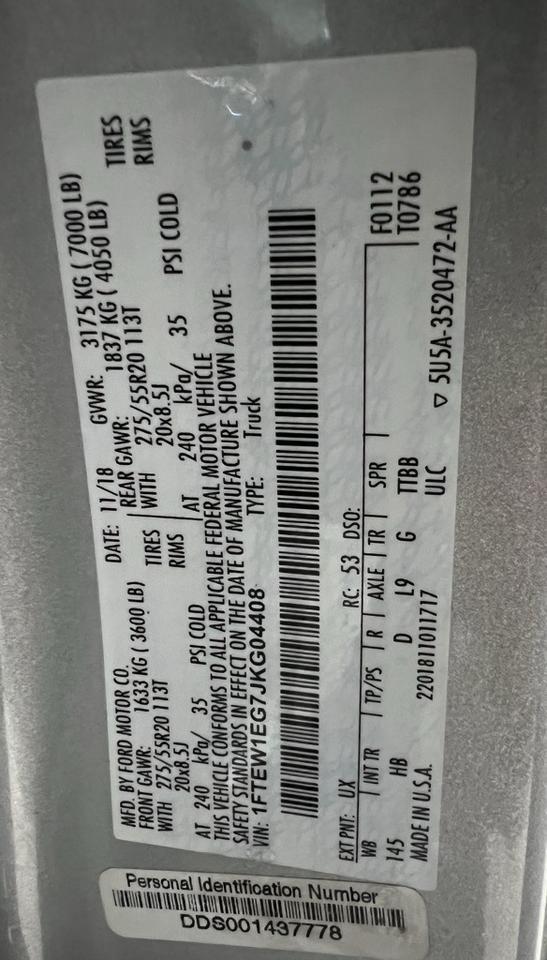 MFD. BY FORD MOTOR CO.
DATE: 11/18 GVWR: 3175 KG ( 7000 LB)
FRONT GAWR: 1633 KG ( 3600 LB) REAR GAWR: 1837 KG ( 4050 LB)
WITH 275/55R20 113T TIRES WITH 275/55R20 113T TIRES
20x8.5J RIMS 20x8.5J RIMS
AT 240 kPa/ 35 PSI COLD AT 240 kPa/ 35 PSI COLD
THIS VEHICLE CONFORMS TO ALL APPLICABLE FEDERAL MOTOR VEHICLE
SAFETY STANDARDS IN EFFECT ON THE DATE OF MANUFACTURE SHOWN ABOVE.
VIN: 1FTEW1EG7JKG04408 TYPE: Truck
EXT PNT: UX RC: 53 DSO: F0112
WB INT TR TP/PS R AXLE TR SPR T0786
145 HB D L9 G TTBB
MADE IN U.S.A. 2201811011717 ULC ▽ 5U5A-3520472-AA
Personal Identification Number
DDS001437778